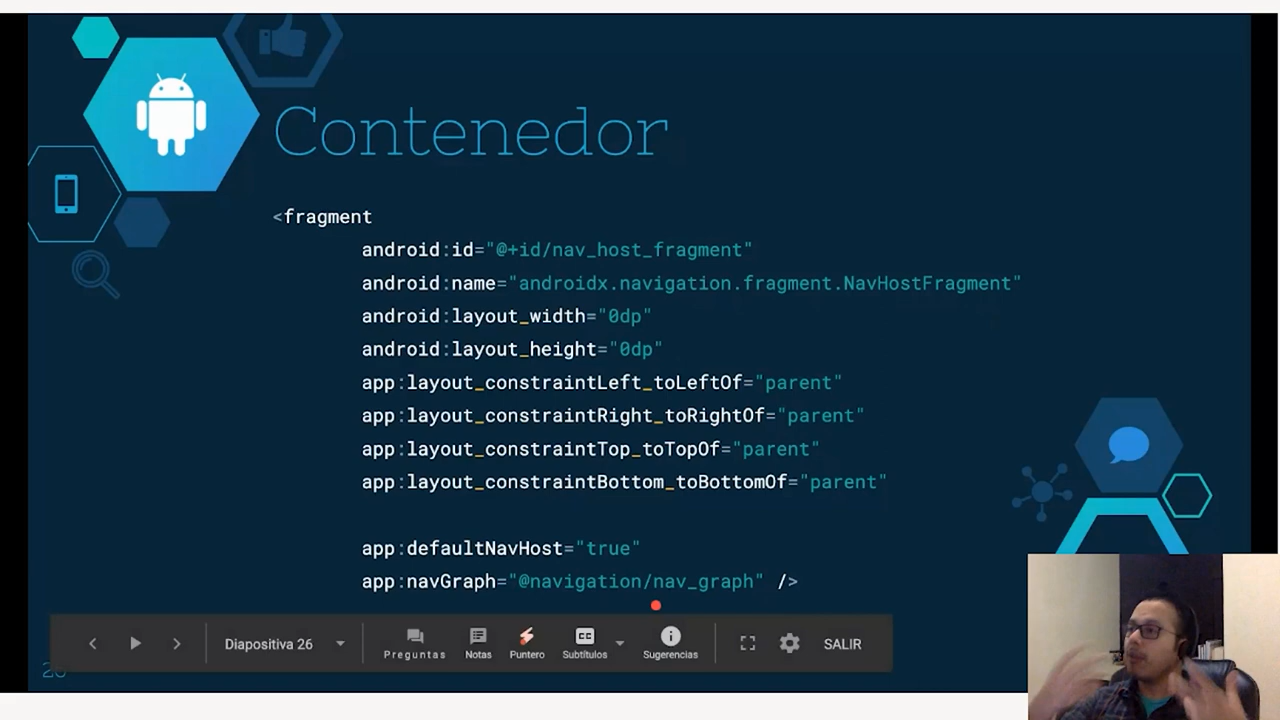 Contenedor
<fragment
android:id="@+id/nav_host_fragment"
android:name="androidx.navigation.fragment.NavHostFragment"
android:layout_width="0dp"
android:layout_height="0dp"
app:layout_constraintLeft_toLeftOf="parent"
app:layout_constraintRight_toRightOf="parent"
app:layout_constraintTop_toTopOf="parent"
app:layout_constraintBottom_toBottomOf="parent"
app:defaultNavHost="true"
app:navGraph="@navigation/nav_graph" />
Diapositiva 26
Preguntas
Notas
Puntero
CC
Subtítulos
Sugerencias
SALIR